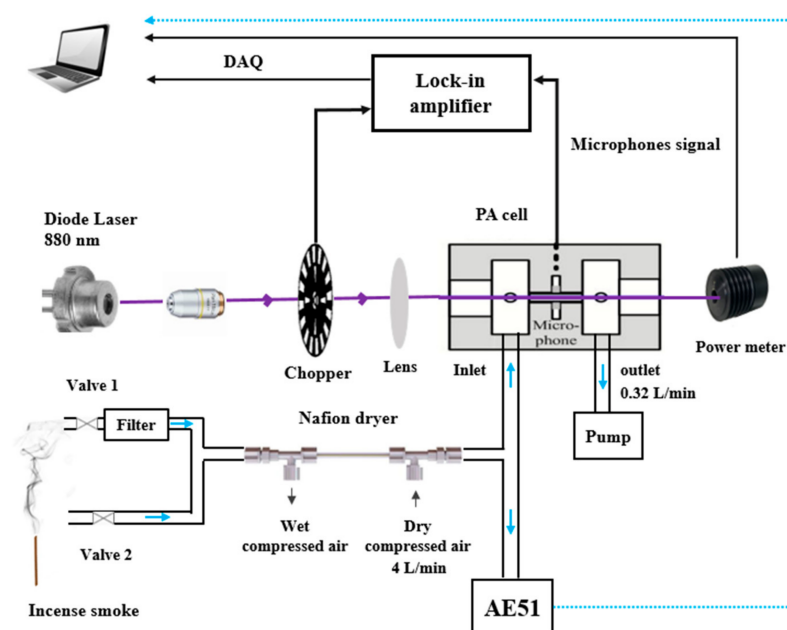 DAQ
Lock-in
amplifier
Microphones signal
Diode Laser
880 nm
PA cell
Chopper
Lens
Micro-
phone
Inlet
outlet
0.32 L/min
Power meter
Pump
Valve 1
Filter
Nafion dryer
Wet
compressed air
Dry
compressed air
4 L/min
Valve 2
Incense smoke
AE51